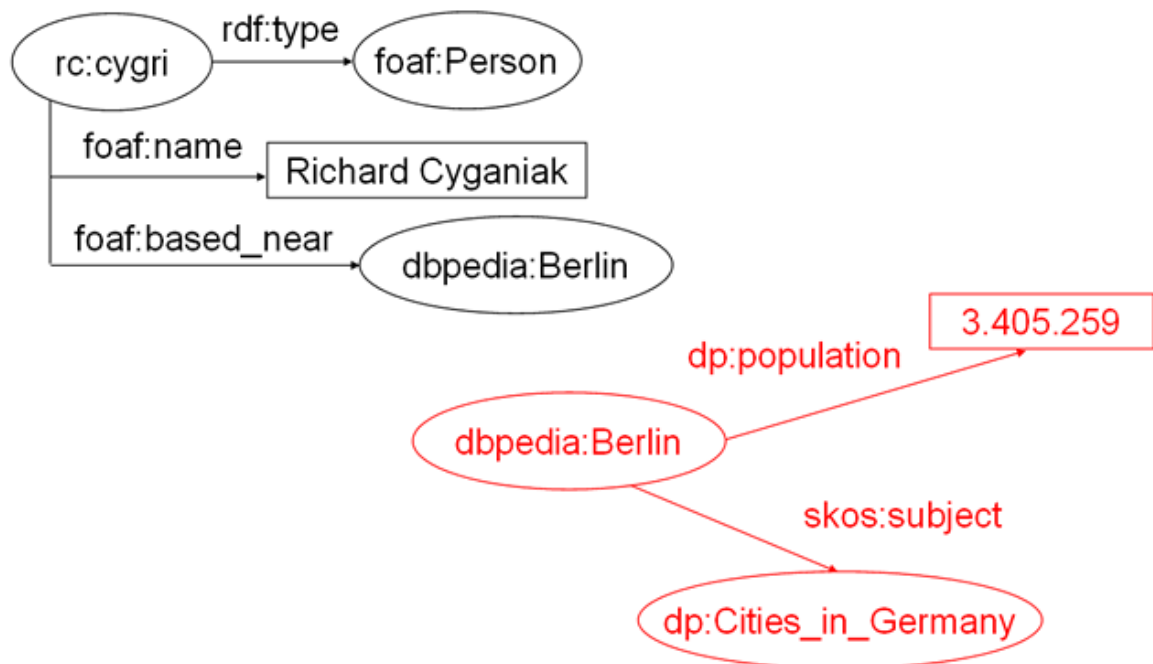 rdf:type
rc:cygri
foaf:Person
foaf:name
Richard Cyganiak
foaf:based_near
dbpedia:Berlin
3.405.259
dp:population
dbpedia:Berlin
skos:subject
dp:Cities_in_Germany